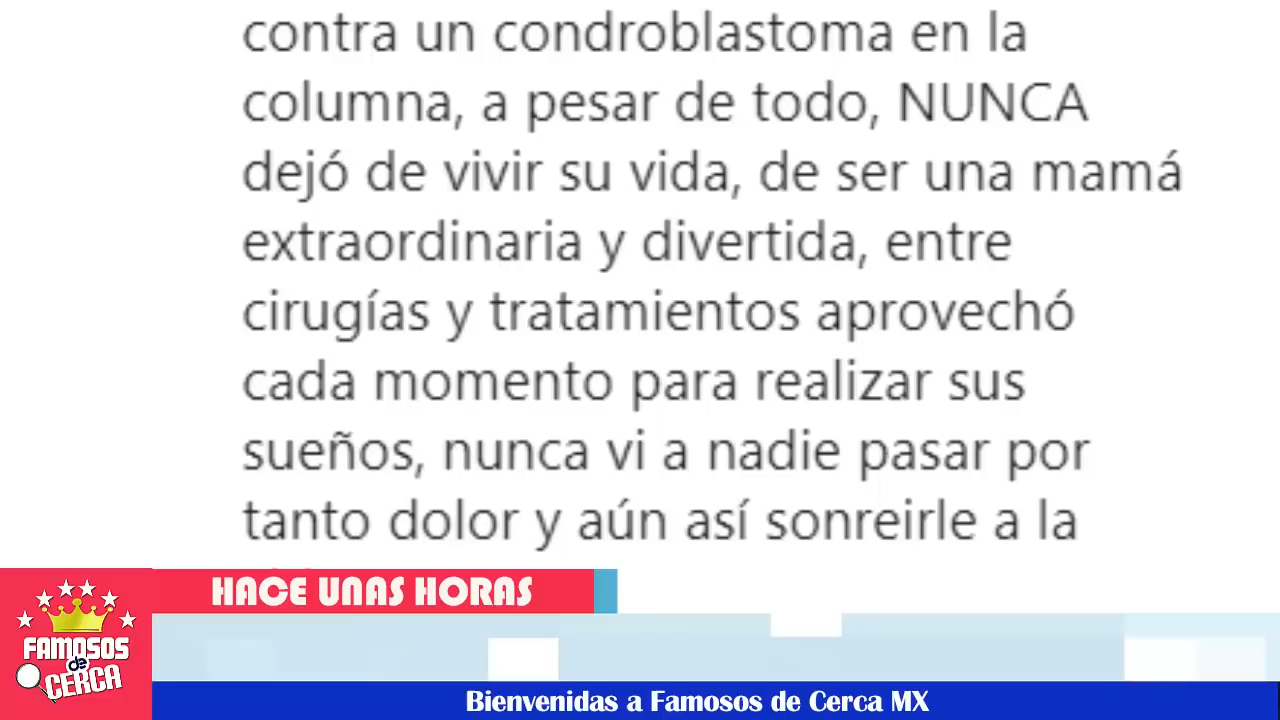 contra un condroblastoma en la
columna, a pesar de todo, NUNCA
dejó de vivir su vida, de ser una mamá
extraordinaria y divertida, entre
cirugías y tratamientos aprovechó
cada momento para realizar sus
sueños, nunca vi a nadie pasar por
tanto dolor y aún así sonreirle a la
HACE UNAS HORAS
FAMOSOS
de
CERCA
Bienvenidas a Famosos de Cerca MX